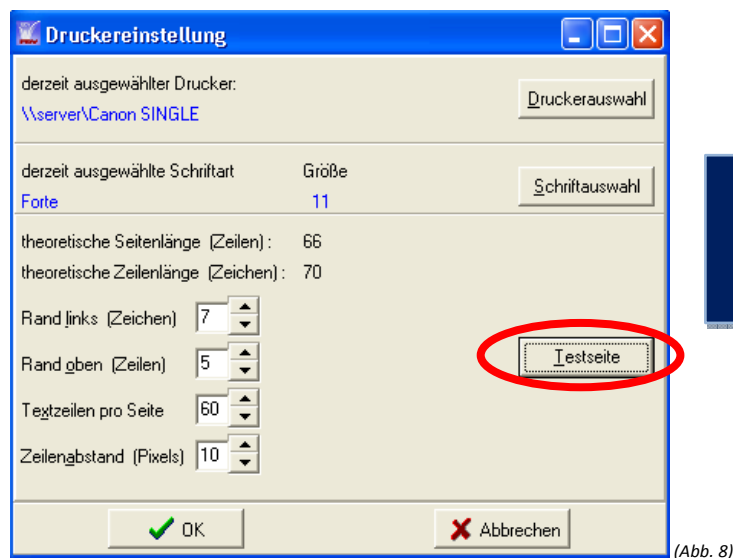 Druckereinstellung
derzeit ausgewählter Drucker:
\\server\Canon SINGLE
Druckerauswahl
derzeit ausgewählte Schriftart Größe
Forte 11
Schriftauswahl
theoretische Seitenlänge (Zeilen) : 66
theoretische Zeilenlänge (Zeichen) : 70
Rand links (Zeichen) 7
Rand oben (Zeilen) 5
Testseite
Textzeilen pro Seite 60
Zeilenabstand (Pixels) 10
OK Abbrechen
(Abb. 8)